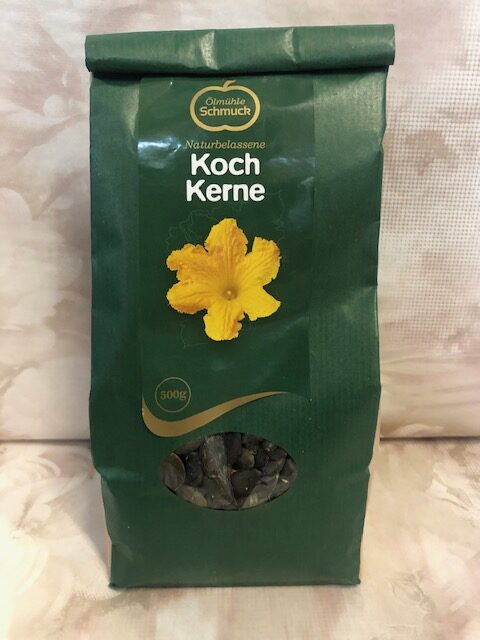 Ölmühle
Schmuck
Naturbelassene
Koch
Kerne
500g